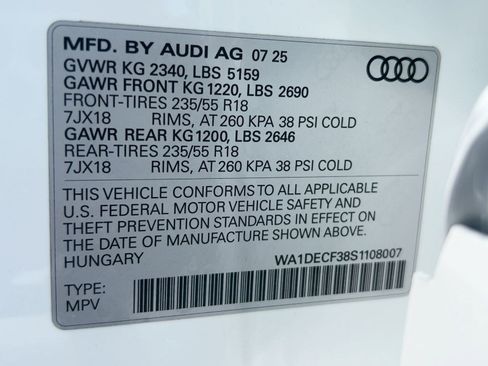 MFD. BY AUDI AG 07 25
GVWR KG 2340, LBS 5159
GAWR FRONT KG 1220, LBS 2690
FRONT-TIRES 235/55 R18
7JX18 RIMS, AT 260 KPA 38 PSI COLD
GAWR REAR KG 1200, LBS 2646
REAR-TIRES 235/55 R18
7JX18 RIMS, AT 260 KPA 38 PSI COLD
THIS VEHICLE CONFORMS TO ALL APPLICABLE
U.S. FEDERAL MOTOR VEHICLE SAFETY AND
THEFT PREVENTION STANDARDS IN EFFECT ON
THE DATE OF MANUFACTURE SHOWN ABOVE.
HUNGARY WA1DECF38S1108007
TYPE:
MPV